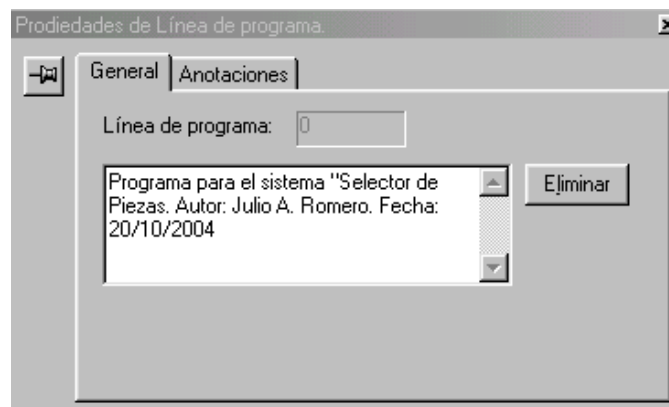 Prodiedades de Línea de programa.
General
Anotaciones
Línea de programa:
0
Programa para el sistema "Selector de
Piezas. Autor: Julio A. Romero. Fecha:
20/10/2004
Eliminar